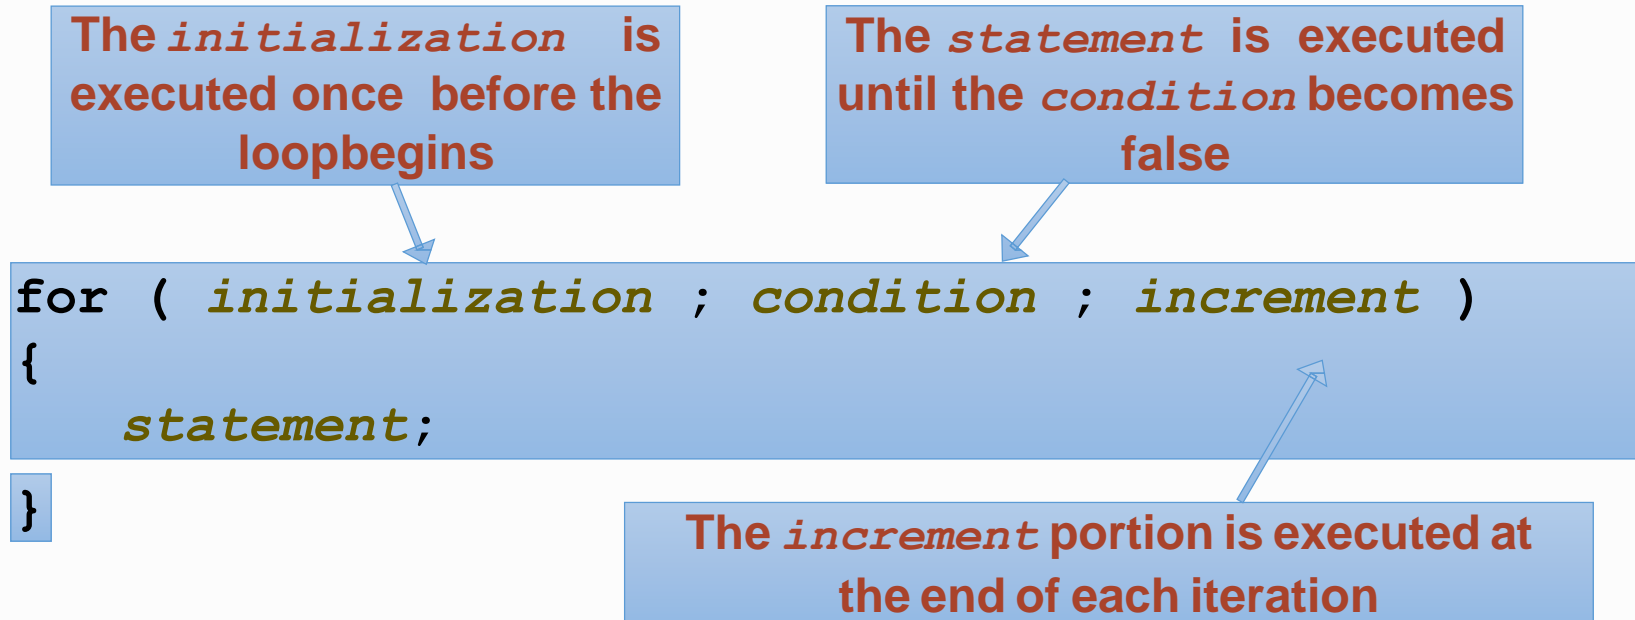 The initialization is
executed once before the
loopbegins
The statement is executed
until the condition becomes
false
for ( initialization ; condition ; increment )
{
statement;
}
The increment portion is executed at
the end of each iteration